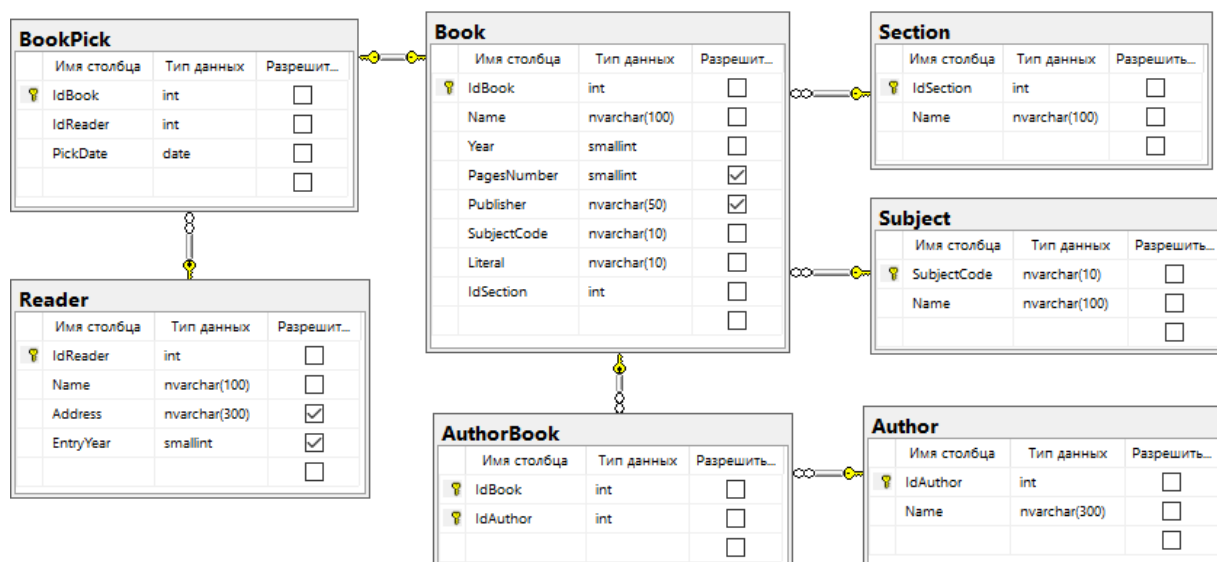 BookPick
Имя столбца Тип данных Разрешит...
IdBook int
IdReader int
PickDate date
Book
Имя столбца Тип данных Разрешит...
IdBook int
Name nvarchar(100)
Year smallint
PagesNumber smallint
Publisher nvarchar(50)
SubjectCode nvarchar(10)
Literal nvarchar(10)
IdSection int
Section
Имя столбца Тип данных Разрешить...
IdSection int
Name nvarchar(100)
Subject
Имя столбца Тип данных Разрешить...
SubjectCode nvarchar(10)
Name nvarchar(100)
Reader
Имя столбца Тип данных Разрешит...
IdReader int
Name nvarchar(100)
Address nvarchar(300)
EntryYear smallint
AuthorBook
Имя столбца Тип данных Разрешить...
IdBook int
IdAuthor int
Author
Имя столбца Тип данных Разрешить...
IdAuthor int
Name nvarchar(300)